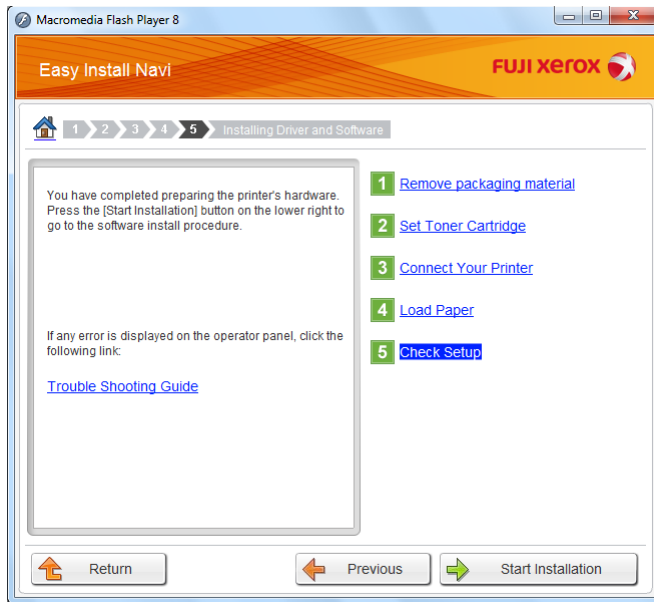 Macromedia Flash Player 8
Easy Install Navi
FUJI xerox
1 2 3 4 5 Installing Driver and Software
You have completed preparing the printer's hardware.
Press the [Start Installation] button on the lower right to
go to the software install procedure.
If any error is displayed on the operator panel, click the
following link:
Trouble Shooting Guide
1 Remove packaging material
2 Set Toner Cartridge
3 Connect Your Printer
4 Load Paper
5 Check Setup
Return
Previous
Start Installation